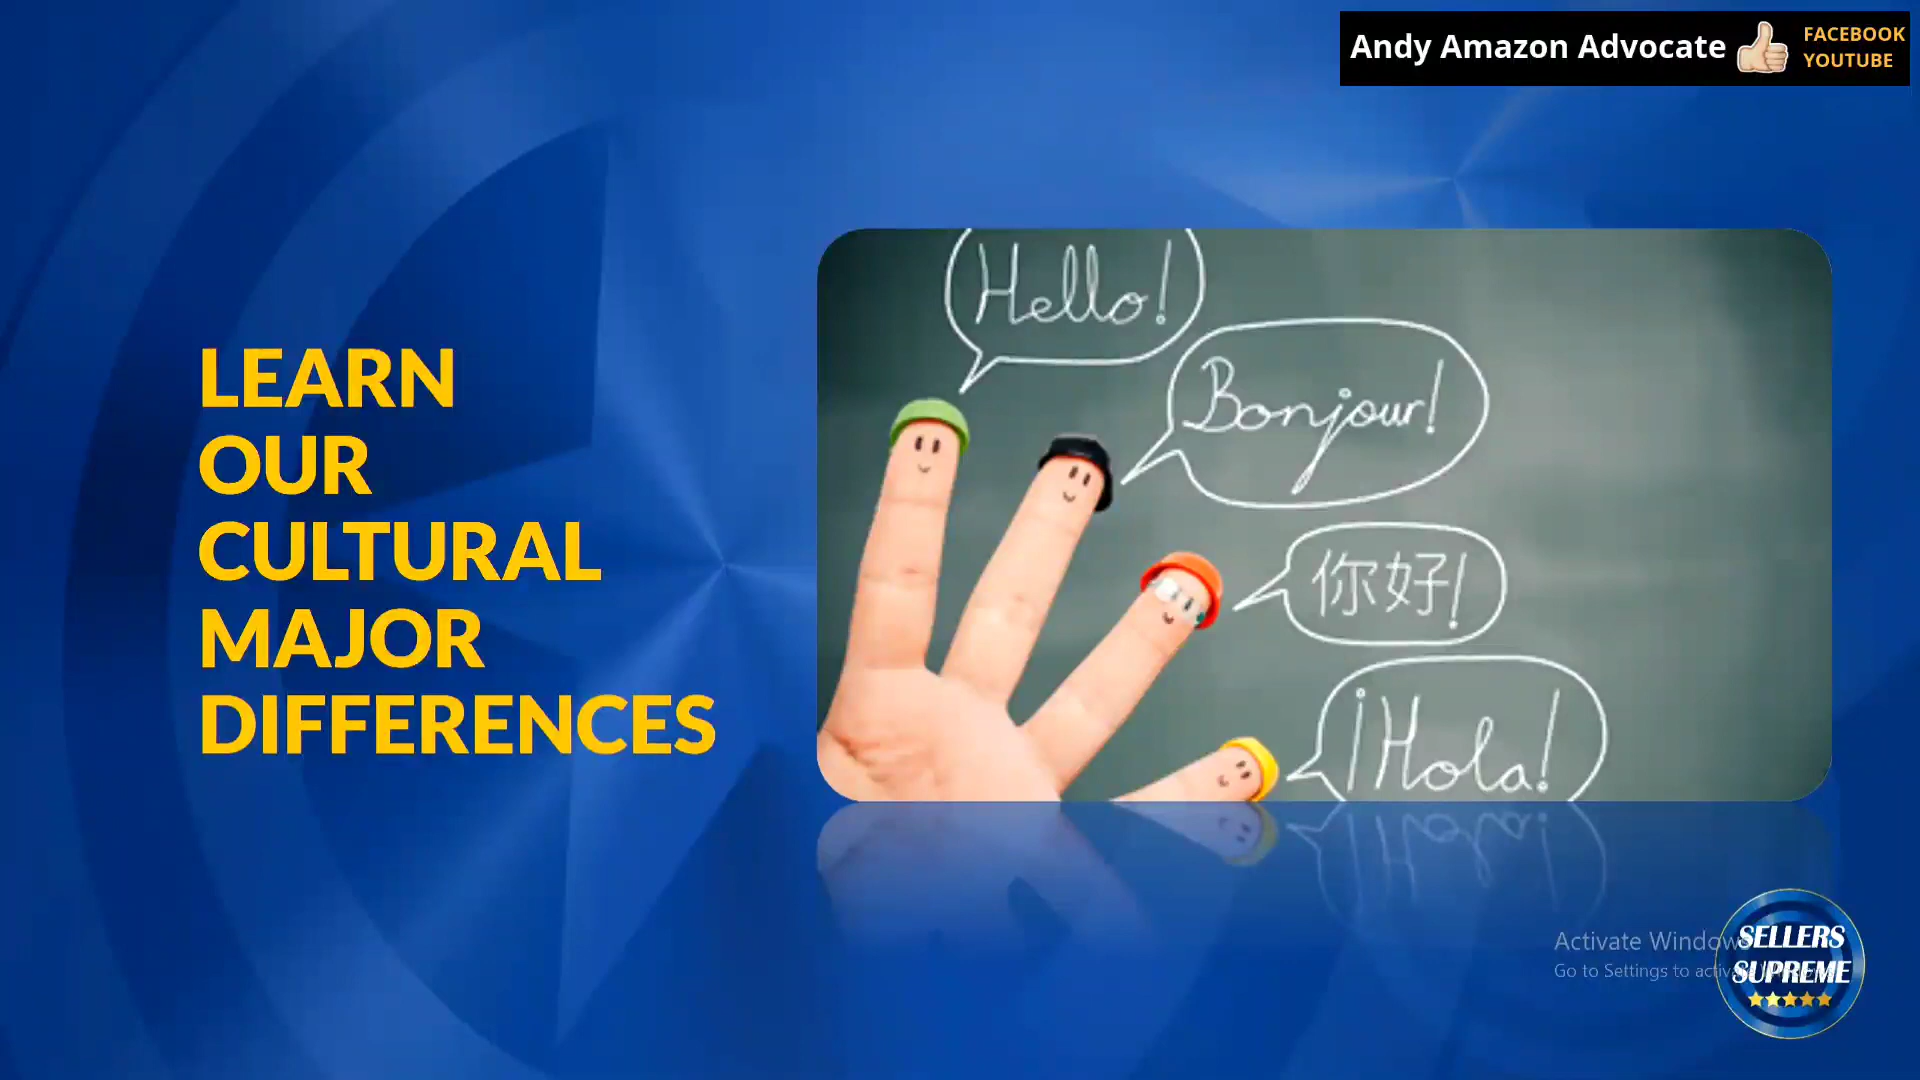 Andy Amazon Advocate
FACEBOOK
YOUTUBE
LEARN
OUR
CULTURAL
MAJOR
DIFFERENCES
Hello!
Bonjour!
你好!
¡Hola!
Activate Windows
Go to Settings to activate
SELLERS
SUPREME